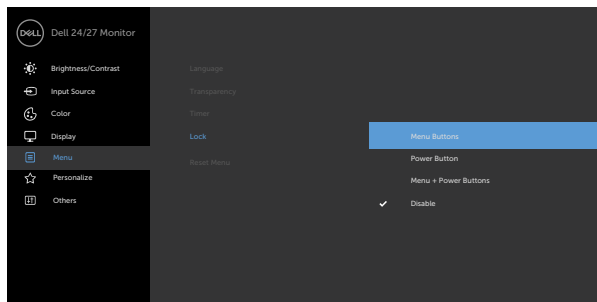 DELL
Dell 24/27 Monitor
Brightness/Contrast
Input Source
Color
Display
Menu
Personalize
Others
Language
Transparency
Timer
Lock
Reset Menu
Menu Buttons
Power Button
Menu + Power Buttons
Disable